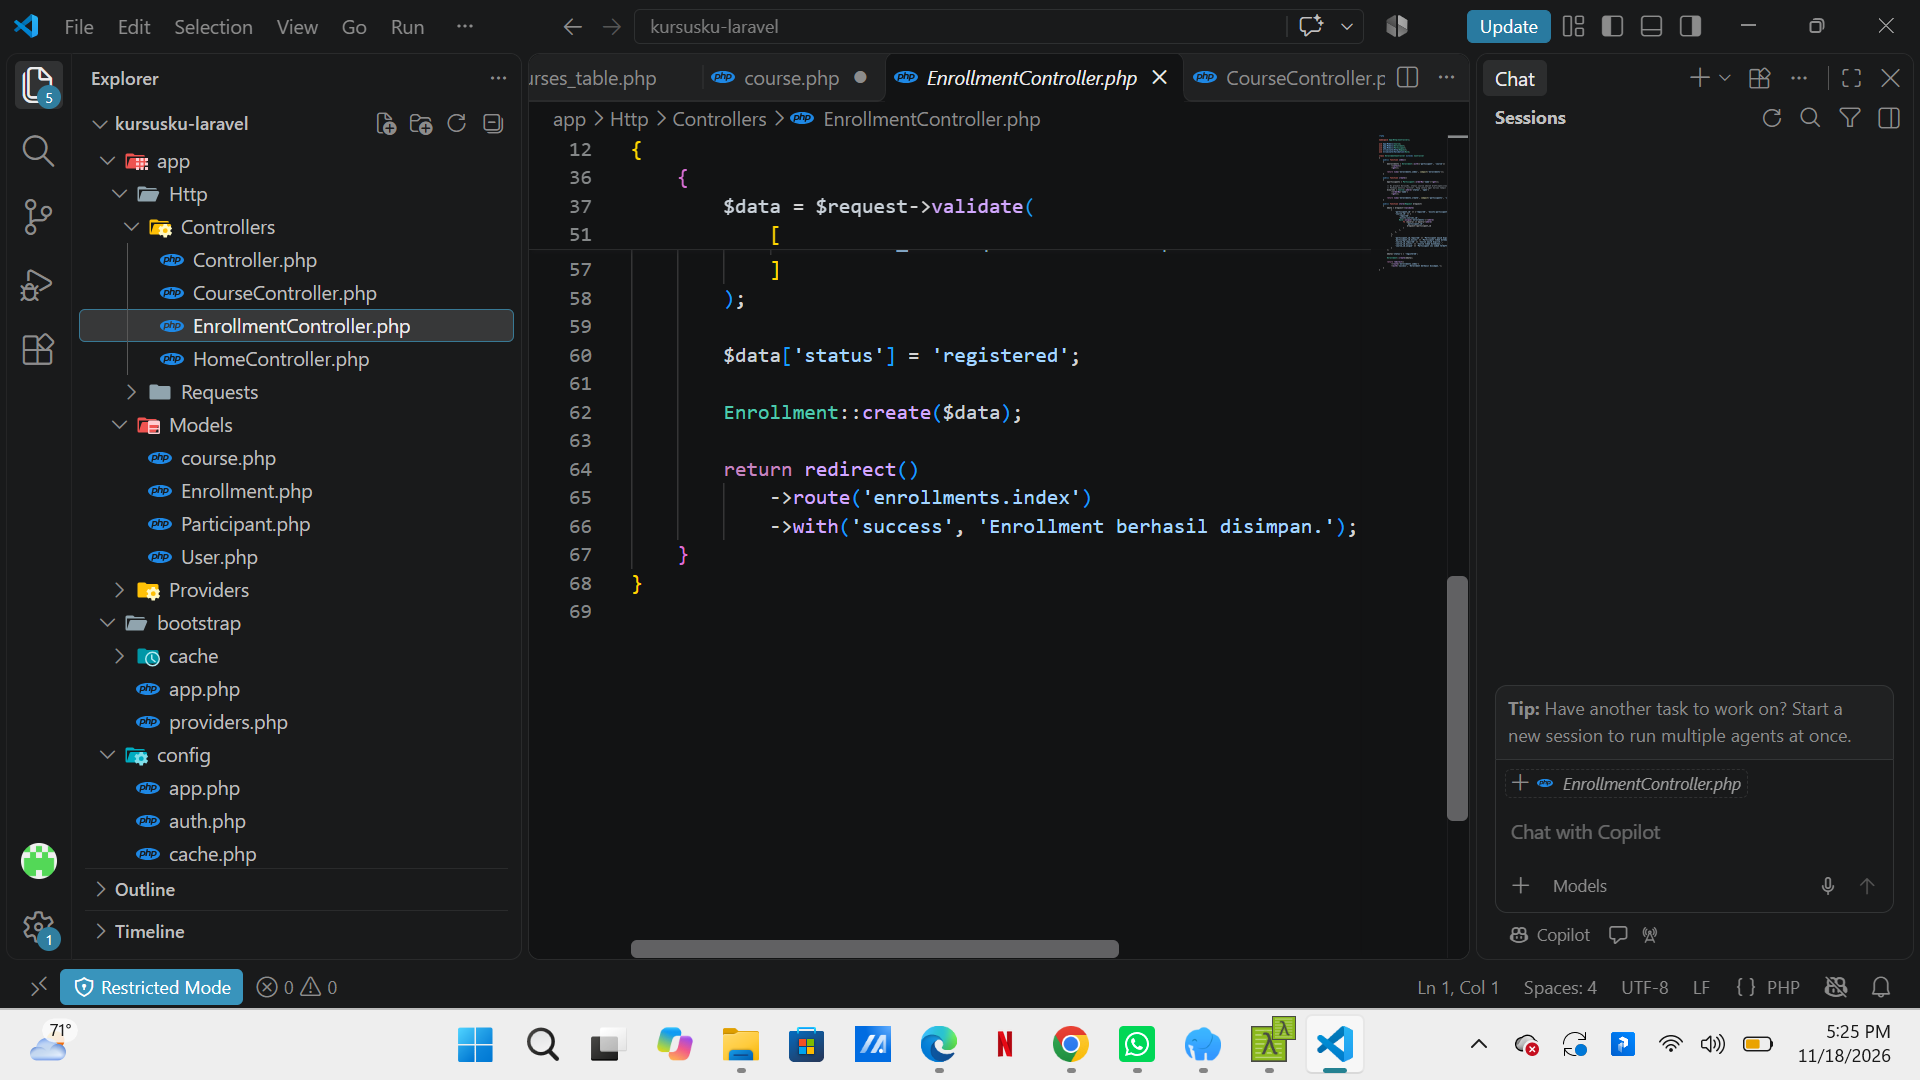 File Edit Selection View Go Run ···
kursusku-laravel
Update
Explorer
kursusku-laravel
app
Http
Controllers
Controller.php
CourseController.php
EnrollmentController.php
HomeController.php
Requests
Models
course.php
Enrollment.php
Participant.php
User.php
Providers
bootstrap
cache
app.php
providers.php
config
app.php
auth.php
cache.php
Outline
Timeline
5
1
urses_table.php course.php EnrollmentController.php CourseController.p
app > Http > Controllers > EnrollmentController.php
12 {
36 {
37 $data = $request->validate(
51 [
57 ]
58 );
59
60 $data['status'] = 'registered';
61
62 Enrollment::create($data);
63
64 return redirect()
65 ->route('enrollments.index')
66 ->with('success', 'Enrollment berhasil disimpan.');
67 }
68 }
69
Chat
Sessions
Tip: Have another task to work on? Start a
new session to run multiple agents at once.
EnrollmentController.php
Chat with Copilot
Models
Copilot
Restricted Mode 0 0
Ln 1, Col 1 Spaces: 4 UTF-8 LF {} PHP
71°
5:25 PM
11/18/2026